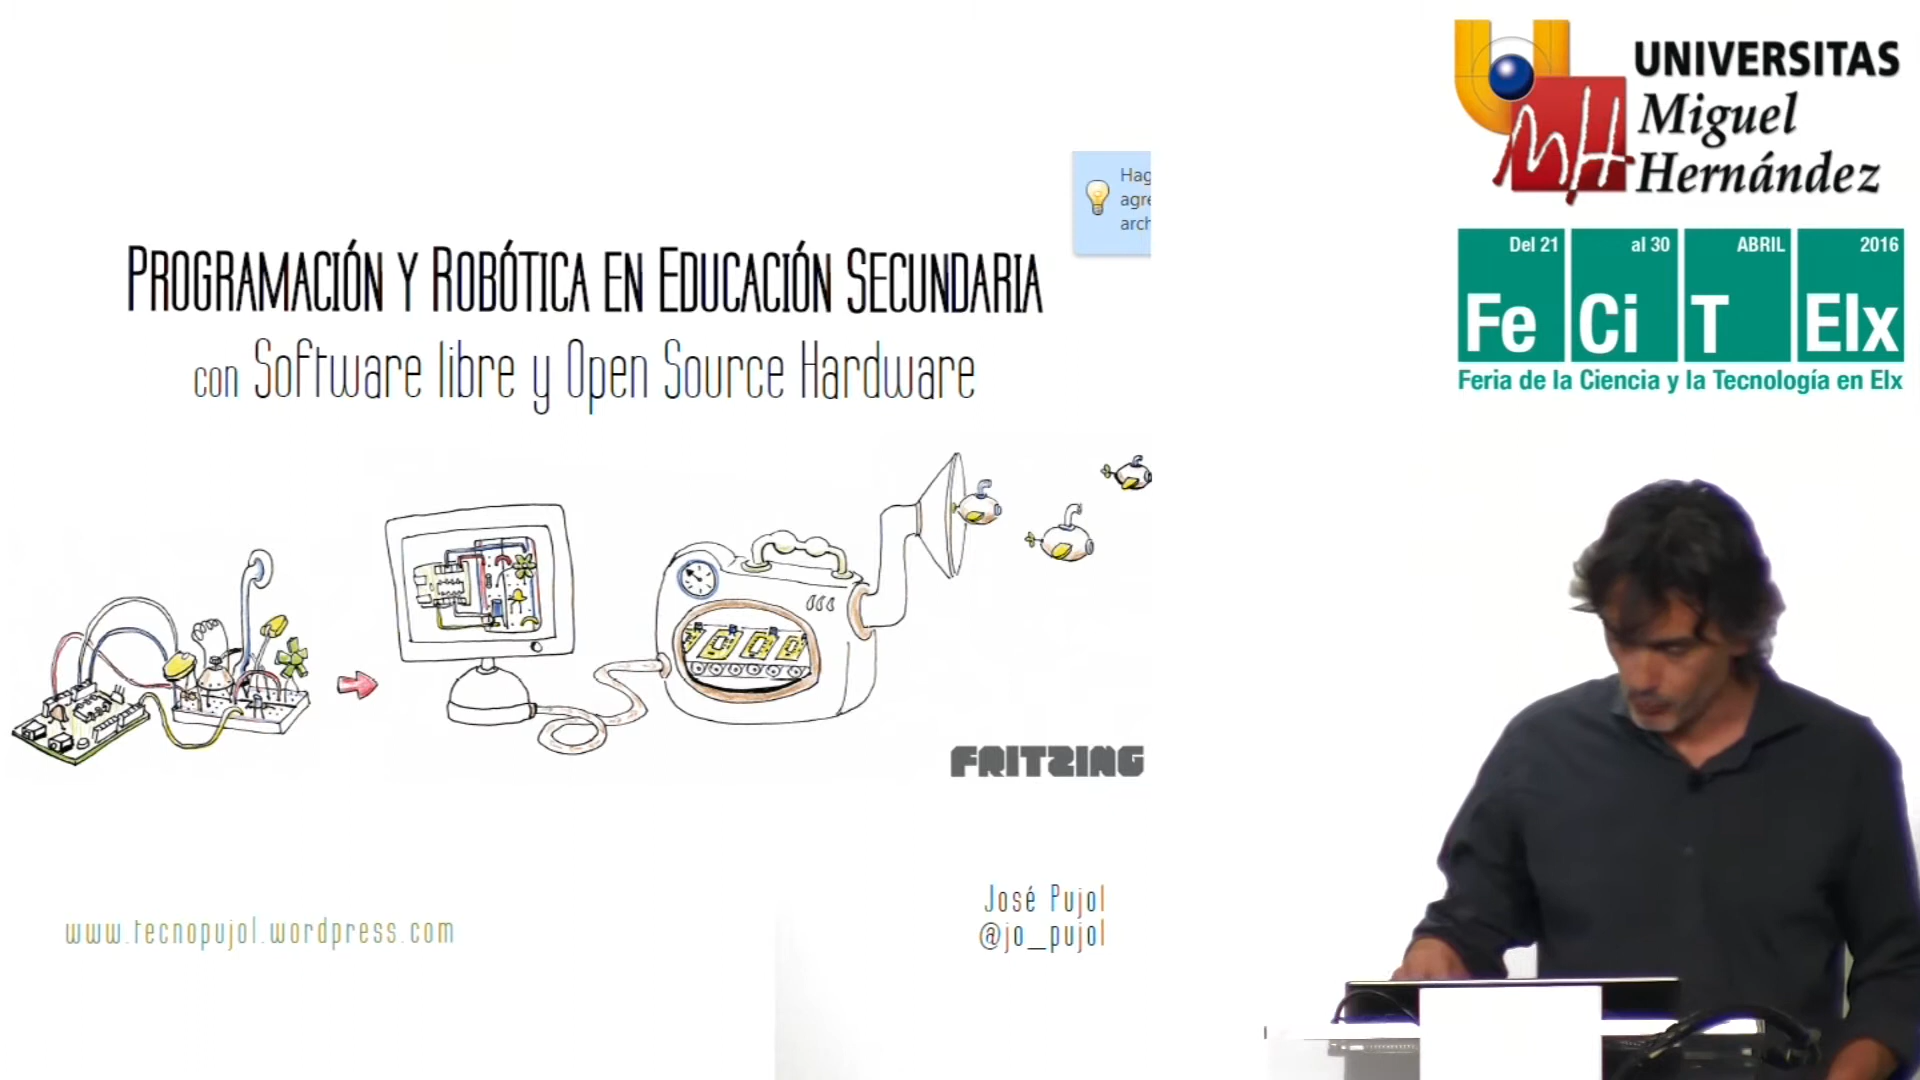 UNIVERSITAS
Miguel
Hernández
Del 21 al 30 ABRIL 2016
Fe Ci T Elx
Feria de la Ciencia y la Tecnología en Elx
PROGRAMACIÓN Y ROBÓTICA EN EDUCACIÓN SECUNDARIA
con Software libre y Open Source Hardware
FRITZING
José Pujol
@jo_pujol
www.tecnopujol.wordpress.com